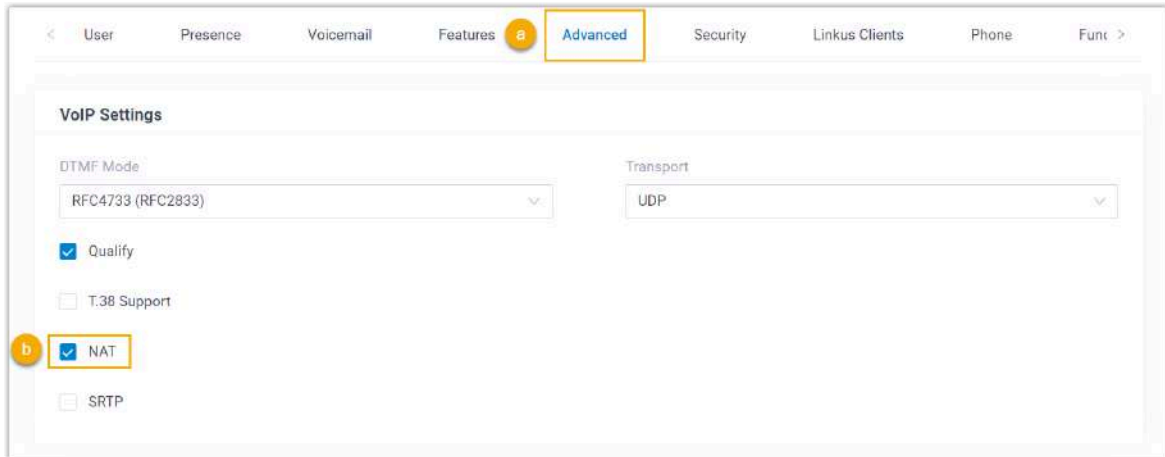 < User Presence Voicemail Features a Advanced Security Linkus Clients Phone Func >
VoIP Settings
DTMF Mode Transport
RFC4733 (RFC2833) UDP
Qualify
T.38 Support
b NAT
SRTP